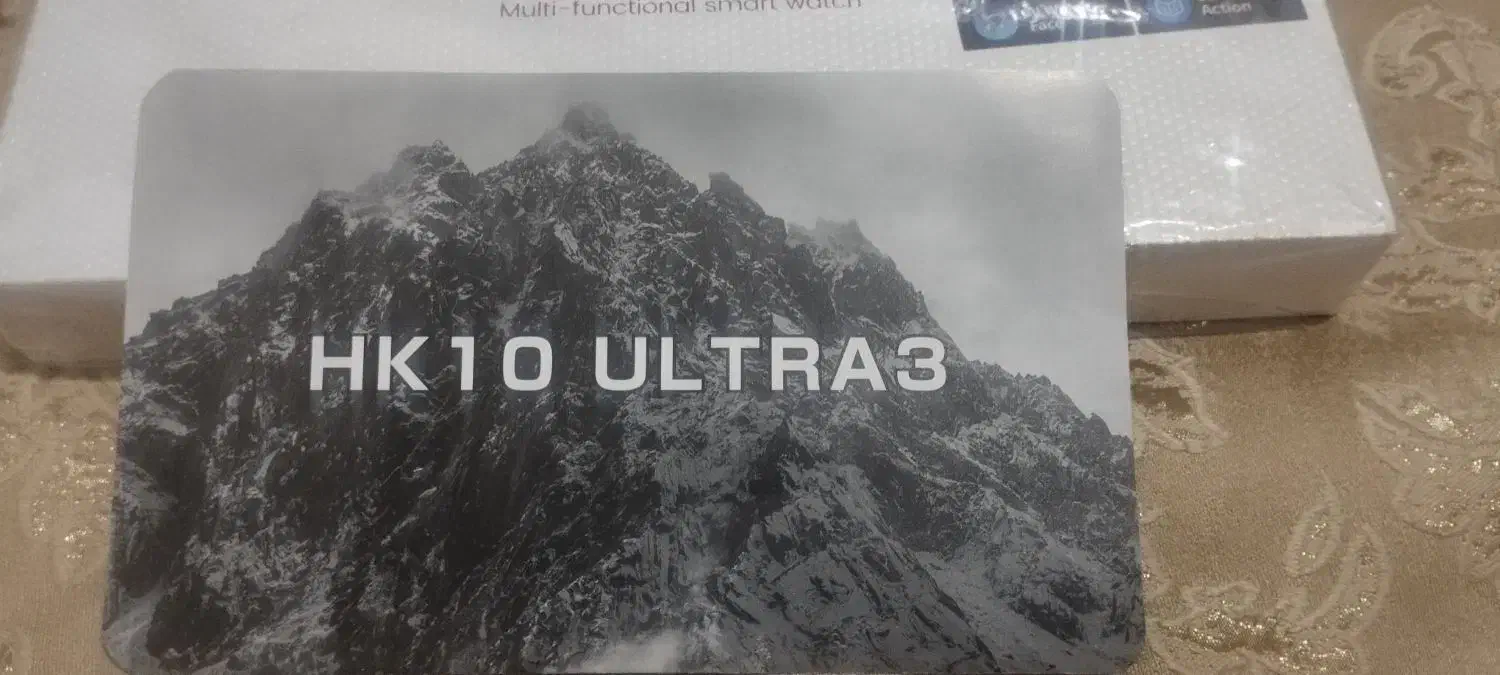 Multi-functional smart watch
Action
HK10 ULTRA3